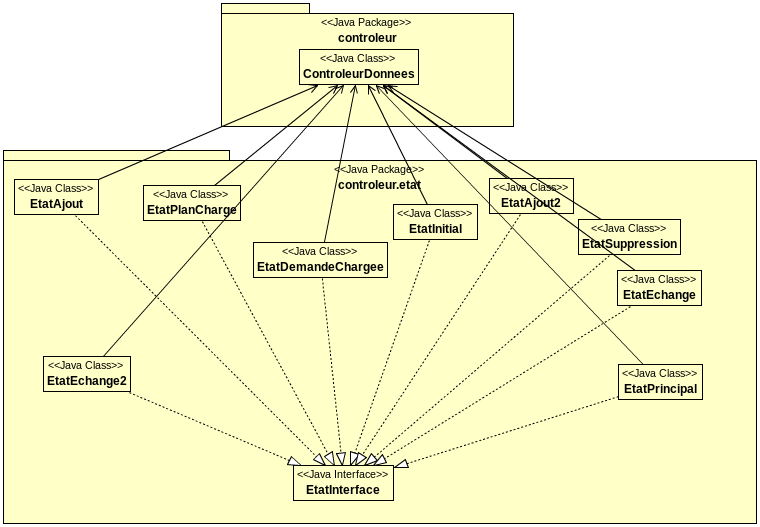 <<Java Package>>
controleur
<<Java Class>>
ControleurDonnees
<<Java Package>>
controleur.etat
<<Java Class>>
EtatAjout
<<Java Class>>
EtatPlanCharge
<<Java Class>>
EtatAjout2
<<Java Class>>
EtatInitial
<<Java Class>>
EtatSuppression
<<Java Class>>
EtatDemandeChargee
<<Java Class>>
EtatEchange
<<Java Class>>
EtatEchange2
<<Java Class>>
EtatPrincipal
<<Java Interface>>
EtatInterface